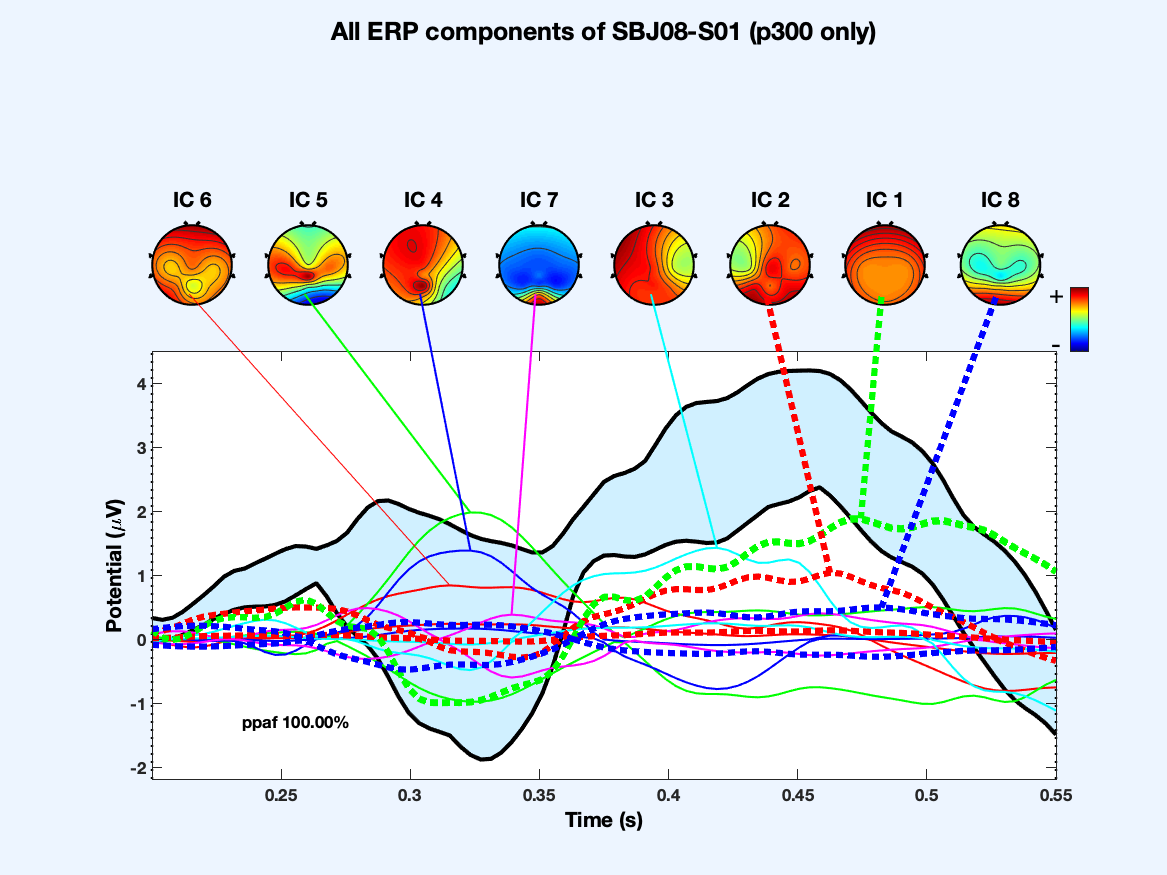 All ERP components of SBJ08-S01 (p300 only)
IC 6 IC 5 IC 4 IC 7 IC 3 IC 2 IC 1 IC 8
+
-
4
3
2
1
0
-1
-2
Potential (μV)
ppaf 100.00%
0.25 0.3 0.35 0.4 0.45 0.5 0.55
Time (s)